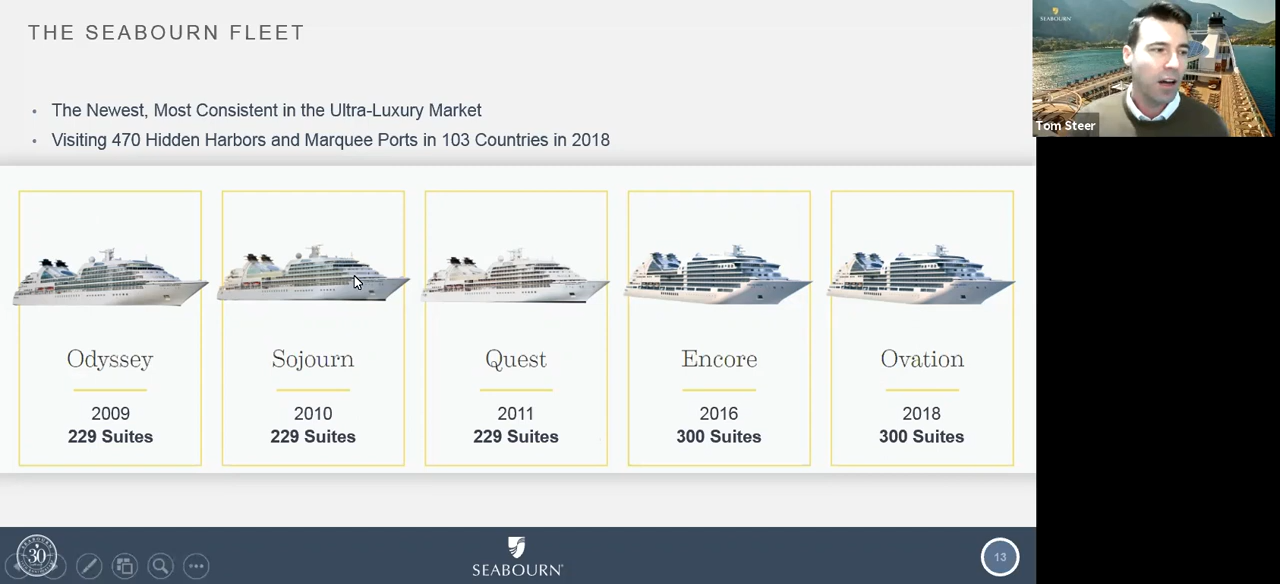 THE SEABOURN FLEET
SEABOURN
Tom Steer
• The Newest, Most Consistent in the Ultra-Luxury Market
• Visiting 470 Hidden Harbors and Marquee Ports in 103 Countries in 2018
Odyssey
2009
229 Suites
Sojourn
2010
229 Suites
Quest
2011
229 Suites
Encore
2016
300 Suites
Ovation
2018
300 Suites
30
SEABOURN
13